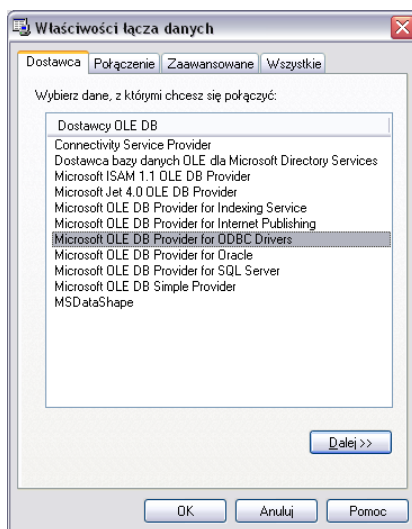 Właściwości łącza danych
Dostawca Połączenie Zaawansowane Wszystkie
Wybierz dane, z którymi chcesz się połączyć:
Dostawcy OLE DB
Connectivity Service Provider
Dostawca bazy danych OLE dla Microsoft Directory Services
Microsoft ISAM 1.1 OLE DB Provider
Microsoft Jet 4.0 OLE DB Provider
Microsoft OLE DB Provider for Indexing Service
Microsoft OLE DB Provider for Internet Publishing
Microsoft OLE DB Provider for ODBC Drivers
Microsoft OLE DB Provider for Oracle
Microsoft OLE DB Provider for SQL Server
Microsoft OLE DB Simple Provider
MSDataShape
Dalej >>
OK Anuluj Pomoc